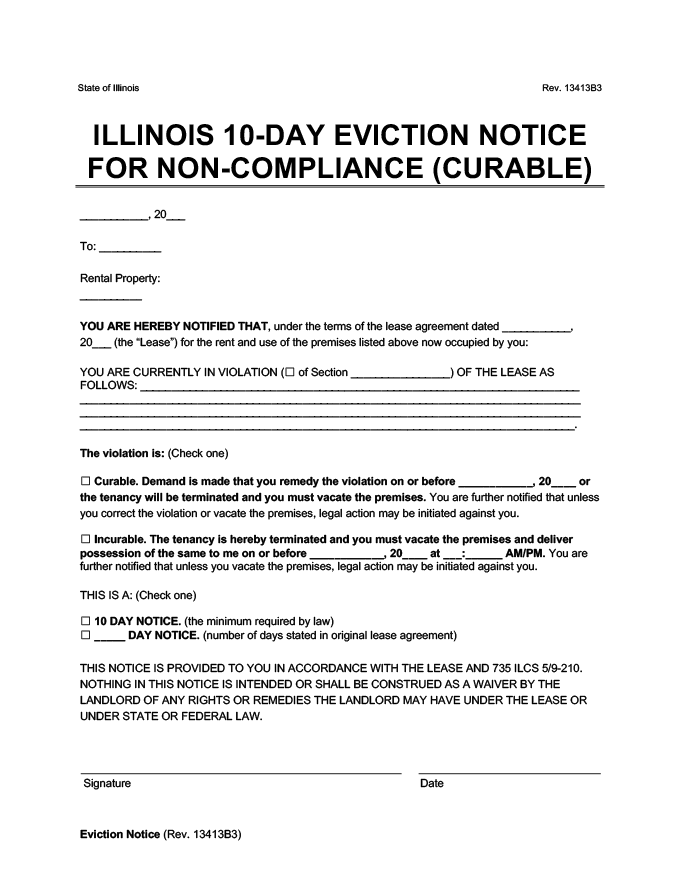 State of Illinois Rev. 13413B3
ILLINOIS 10-DAY EVICTION NOTICE
FOR NON-COMPLIANCE (CURABLE)
___________, 20___
To: __________
Rental Property:
__________
YOU ARE HEREBY NOTIFIED THAT, under the terms of the lease agreement dated ___________,
20___ (the “Lease”) for the rent and use of the premises listed above now occupied by you:
YOU ARE CURRENTLY IN VIOLATION (☐ of Section ________________) OF THE LEASE AS
FOLLOWS: _______________________________________________________________________
_________________________________________________________________________________
_________________________________________________________________________________
________________________________________________________________________________.
The violation is: (Check one)
☐ Curable. Demand is made that you remedy the violation on or before ____________, 20____ or
the tenancy will be terminated and you must vacate the premises. You are further notified that unless
you correct the violation or vacate the premises, legal action may be initiated against you.
☐ Incurable. The tenancy is hereby terminated and you must vacate the premises and deliver
possession of the same to me on or before ____________, 20____ at ___:______ AM/PM. You are
further notified that unless you vacate the premises, legal action may be initiated against you.
THIS IS A: (Check one)
☐ 10 DAY NOTICE. (the minimum required by law)
☐ _____ DAY NOTICE. (number of days stated in original lease agreement)
THIS NOTICE IS PROVIDED TO YOU IN ACCORDANCE WITH THE LEASE AND 735 ILCS 5/9-210.
NOTHING IN THIS NOTICE IS INTENDED OR SHALL BE CONSTRUED AS A WAIVER BY THE
LANDLORD OF ANY RIGHTS OR REMEDIES THE LANDLORD MAY HAVE UNDER THE LEASE OR
UNDER STATE OR FEDERAL LAW.
Signature Date
Eviction Notice (Rev. 13413B3)